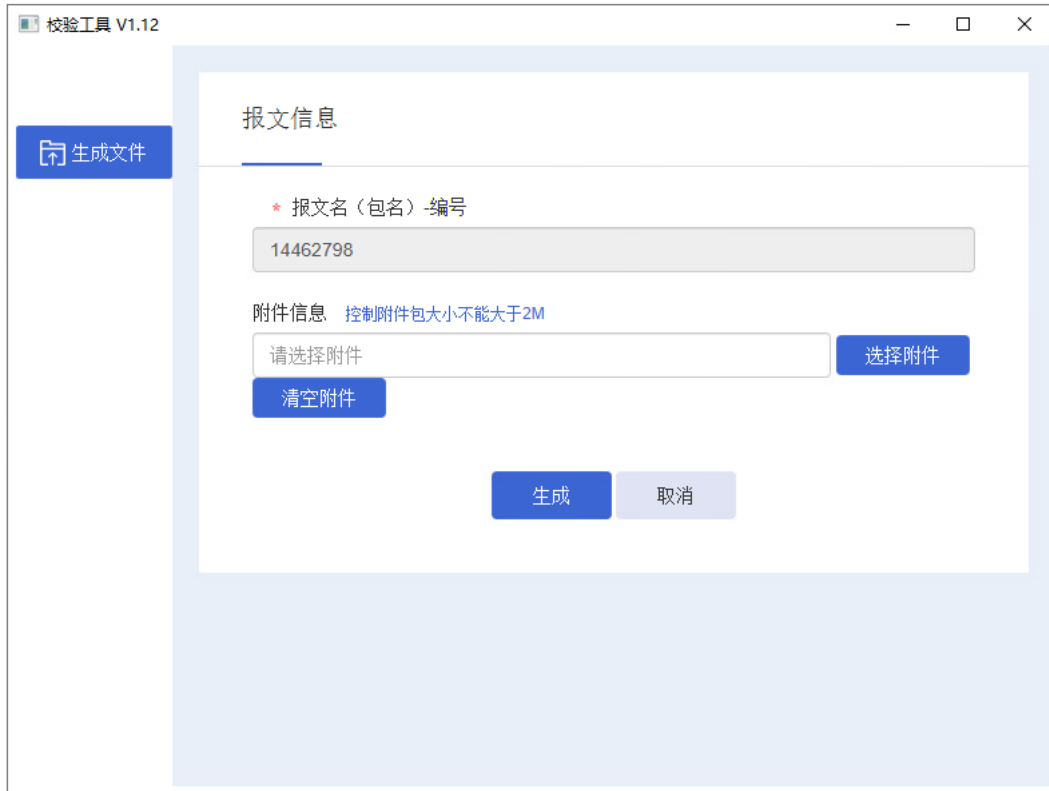 校验工具 V1.12
生成文件
报文信息
* 报文名（包名）-编号
14462798
附件信息 控制附件包大小不能大于2M
请选择附件 选择附件
清空附件
生成 取消